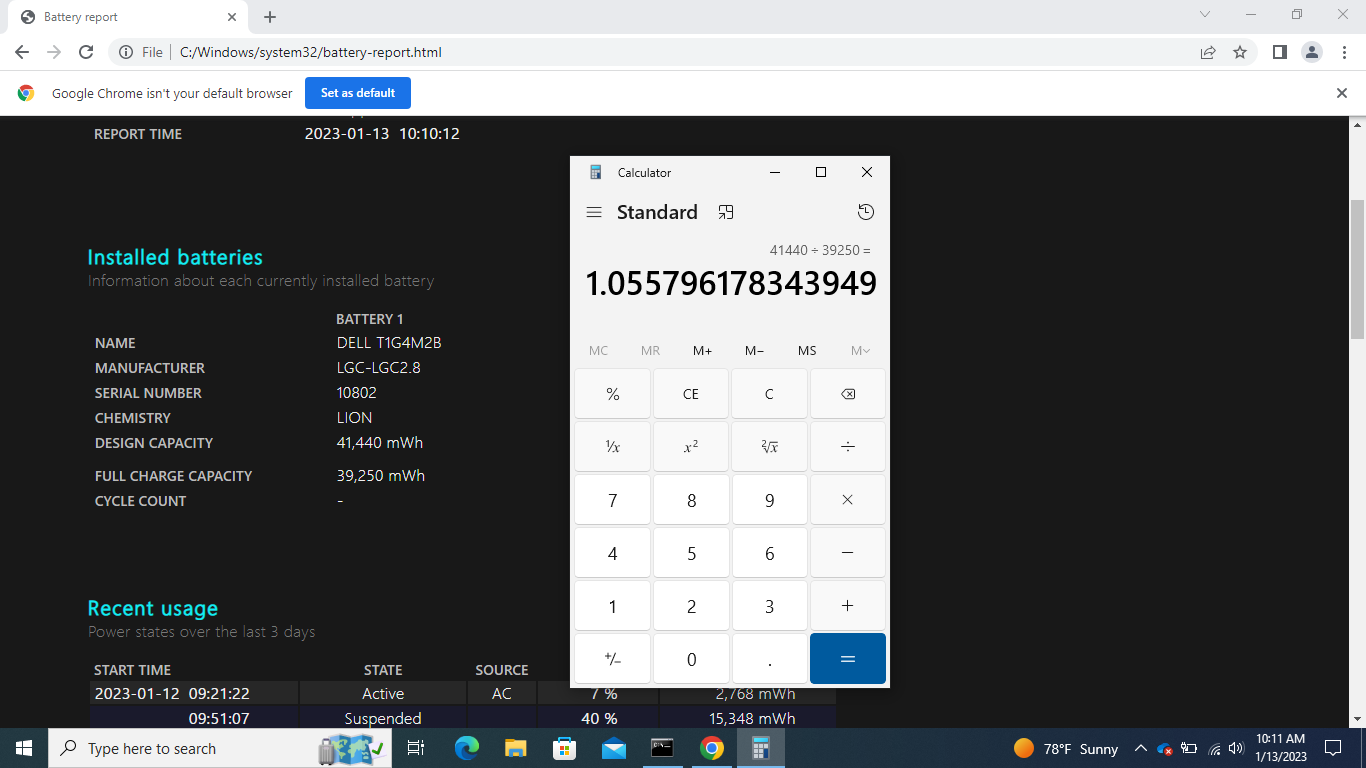 Battery report
File
C:/Windows/system32/battery-report.html
Google Chrome isn't your default browser
Set as default
REPORT TIME 2023-01-13 10:10:12
Installed batteries
Information about each currently installed battery
BATTERY 1
NAME DELL T1G4M2B
MANUFACTURER LGC-LGC2.8
SERIAL NUMBER 10802
CHEMISTRY LION
DESIGN CAPACITY 41,440 mWh
FULL CHARGE CAPACITY 39,250 mWh
CYCLE COUNT -
Recent usage
Power states over the last 3 days
START TIME STATE SOURCE
2023-01-12 09:21:22 Active AC 7 % 2,768 mWh
09:51:07 Suspended 40 % 15,348 mWh
Calculator
Standard
41440 ÷ 39250 =
1.055796178343949
MC MR M+ M− MS M
% CE C
1/x x² ²√x ÷
7 8 9 ×
4 5 6 −
1 2 3 +
+/− 0 . =
Type here to search
78°F Sunny
10:11 AM
1/13/2023